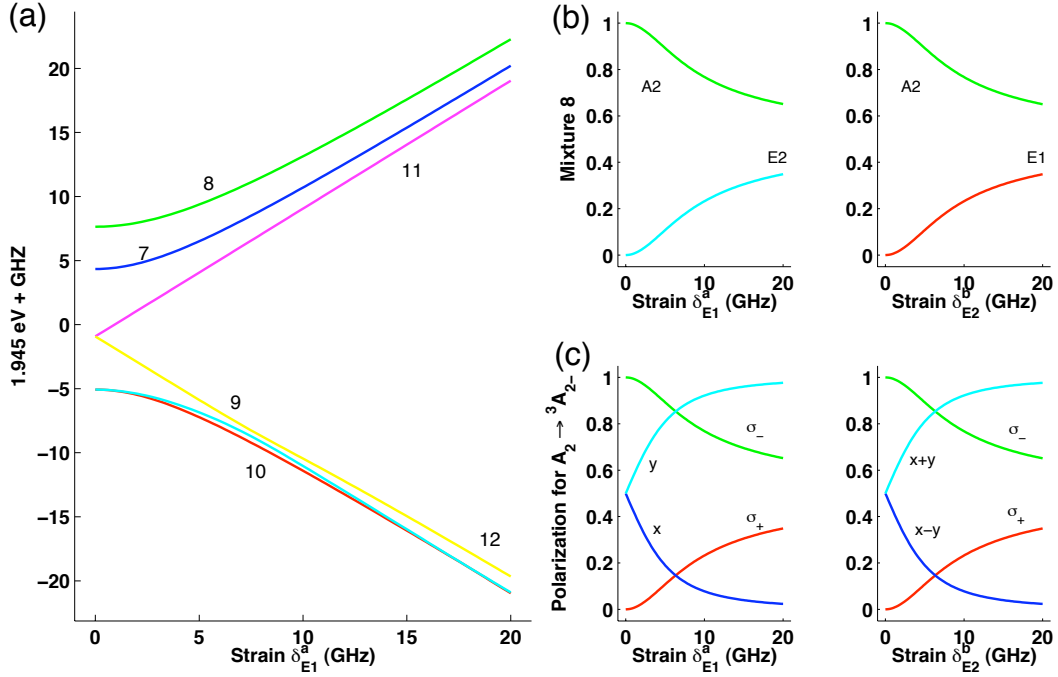 (a)
1.945 eV + GHZ
20
15
10
5
0
−5
−10
−15
−20
8
7
11
9
10
12
0 5 10 15 20
Strain δ^a_E1 (GHz)
(b)
Mixture 8
1
0.8
0.6
0.4
0.2
0
A2
E2
0 10 20
Strain δ^a_E1 (GHz)
1
0.8
0.6
0.4
0.2
0
A2
E1
0 10 20
Strain δ^b_E2 (GHz)
(c)
Polarization for A₂ → ³A₂₋
1
0.8
0.6
0.4
0.2
0
σ₋
y
x
σ₊
0 10 20
Strain δ^a_E1 (GHz)
1
0.8
0.6
0.4
0.2
0
σ₋
x+y
x−y
σ₊
0 10 20
Strain δ^b_E2 (GHz)